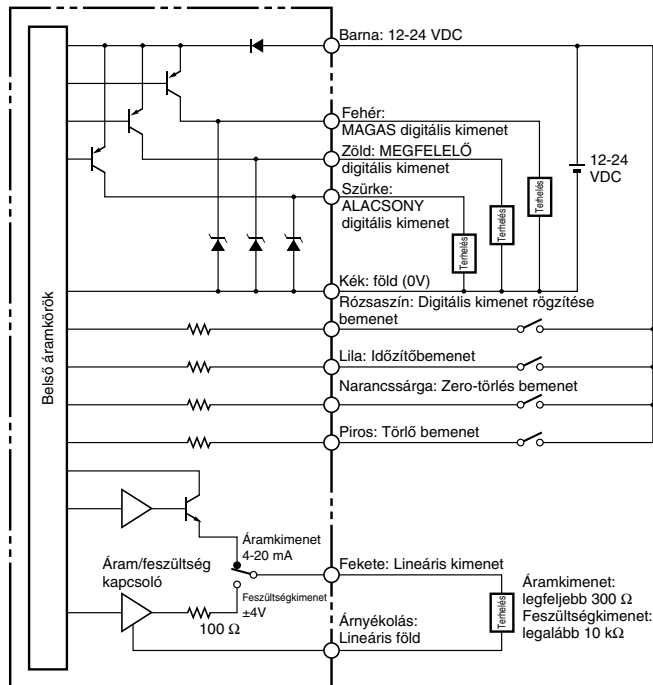 Barna: 12-24 VDC
Fehér:
MAGAS digitális kimenet
Zöld: MEGFELELŐ
digitális kimenet
Szürke:
ALACSONY
digitális kimenet
Terhelés
Terhelés
Terhelés
12-24
VDC
Kék: föld (0V)
Rózsaszín: Digitális kimenet rögzítése
bemenet
Belső áramkörök
Lila: Időzítőbemenet
Narancssárga: Zero-törlés bemenet
Piros: Törlő bemenet
Áramkimenet
4-20 mA
Áram/feszültség
kapcsoló
Fekete: Lineáris kimenet
Feszültségkimenet
±4V
100 Ω
Árnyékolás:
Lineáris föld
Terhelés
Áramkimenet:
legfeljebb 300 Ω
Feszültségkimenet:
legalább 10 kΩ